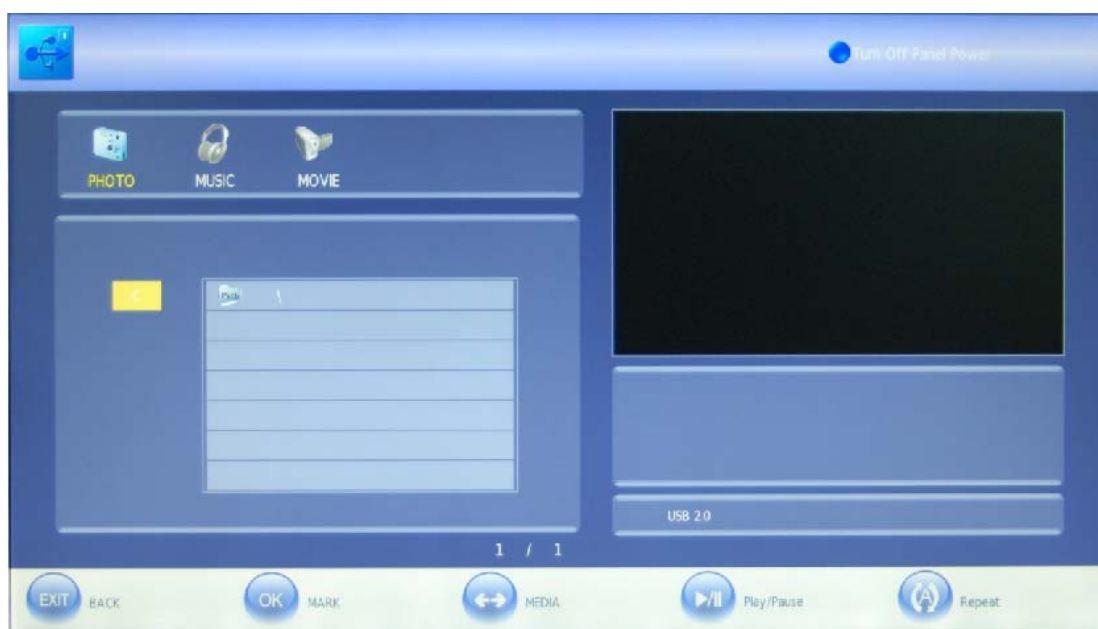 Turn Off Panel Power
PHOTO MUSIC MOVIE
C
\
USB 2.0
1 / 1
EXIT BACK OK MARK MEDIA Play/Pause A Repeat